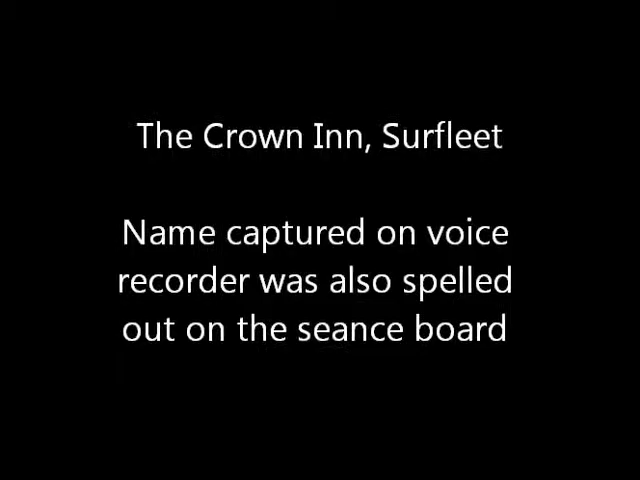 The Crown Inn, Surfleet
Name captured on voice
recorder was also spelled
out on the seance board